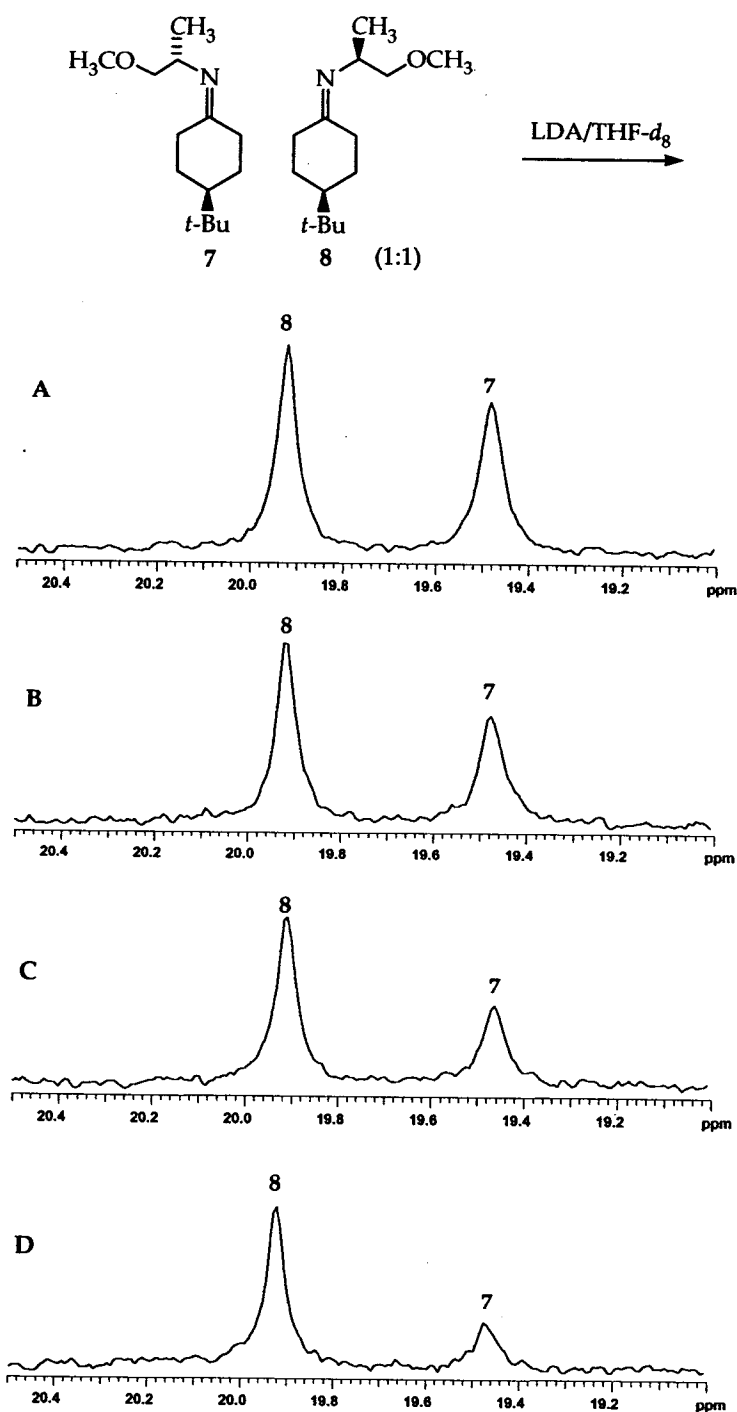 CH₃ CH₃
H₃CO N N OCH₃
LDA/THF-d₈
t-Bu t-Bu
7 8 (1:1)
8
A 7
20.4 20.2 20.0 19.8 19.6 19.4 19.2 ppm
8
B 7
20.4 20.2 20.0 19.8 19.6 19.4 19.2 ppm
8
C 7
20.4 20.2 20.0 19.8 19.6 19.4 19.2 ppm
8
D 7
20.4 20.2 20.0 19.8 19.6 19.4 19.2 ppm